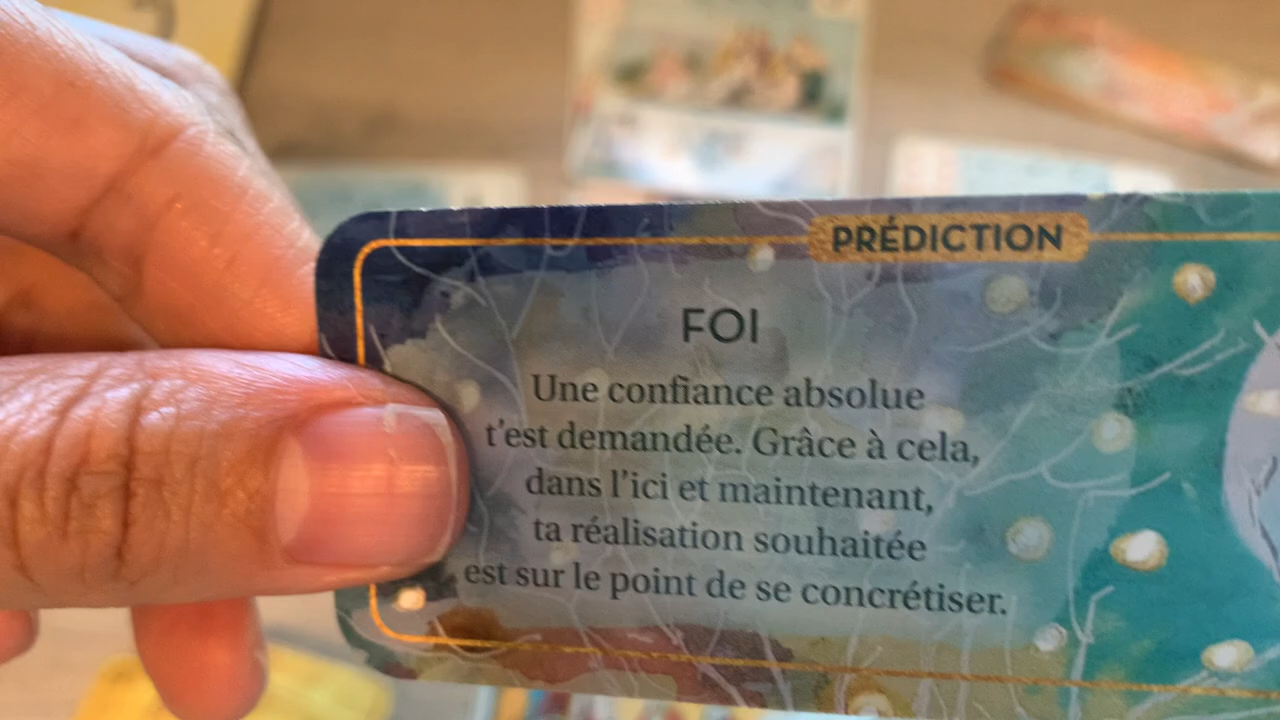 PRÉDICTION
FOI
Une confiance absolue
t'est demandée. Grâce à cela,
dans l'ici et maintenant,
ta réalisation souhaitée
est sur le point de se concrétiser.